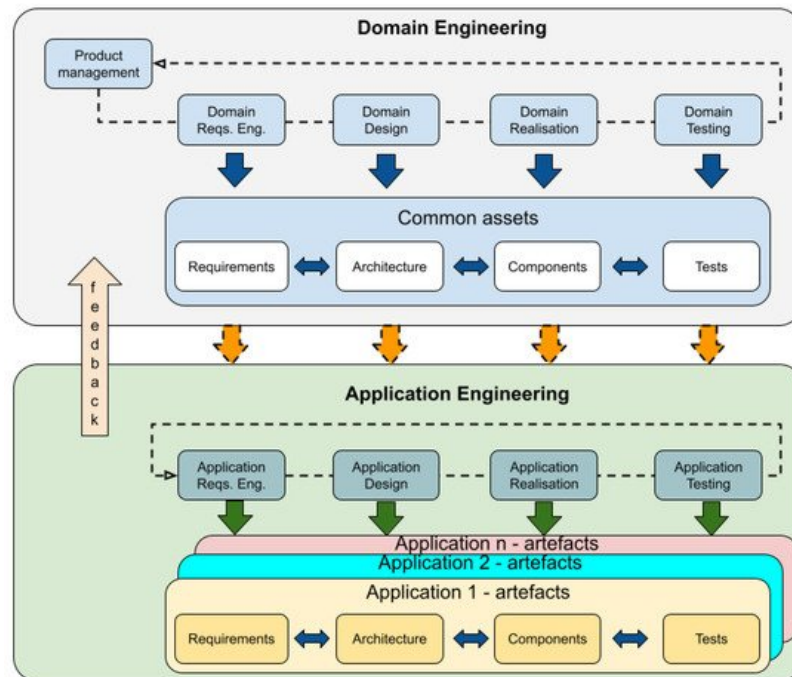 Domain Engineering
Product
management
Domain
Reqs. Eng.
Domain
Design
Domain
Realisation
Domain
Testing
Common assets
Requirements
Architecture
Components
Tests
feedback
Application Engineering
Application
Reqs. Eng.
Application
Design
Application
Realisation
Application
Testing
Application n - artefacts
Application 2 - artefacts
Application 1 - artefacts
Requirements
Architecture
Components
Tests